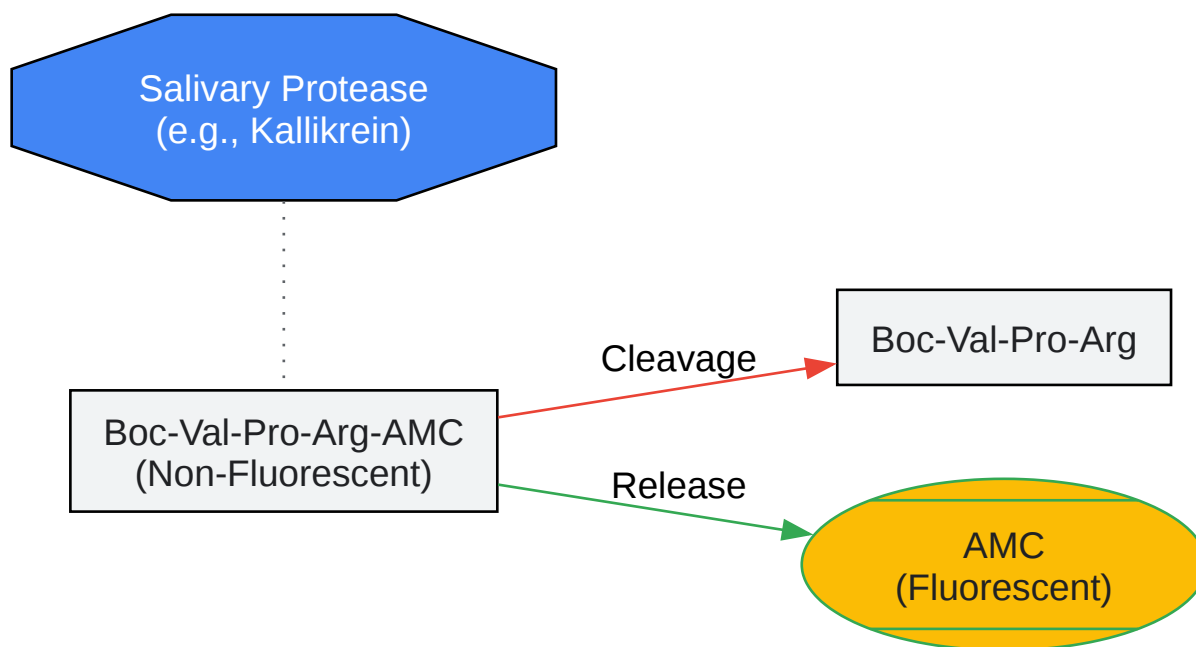 Salivary Protease
(e.g., Kallikrein)
Cleavage
Boc-Val-Pro-Arg
Boc-Val-Pro-Arg-AMC
(Non-Fluorescent)
Release
AMC
(Fluorescent)